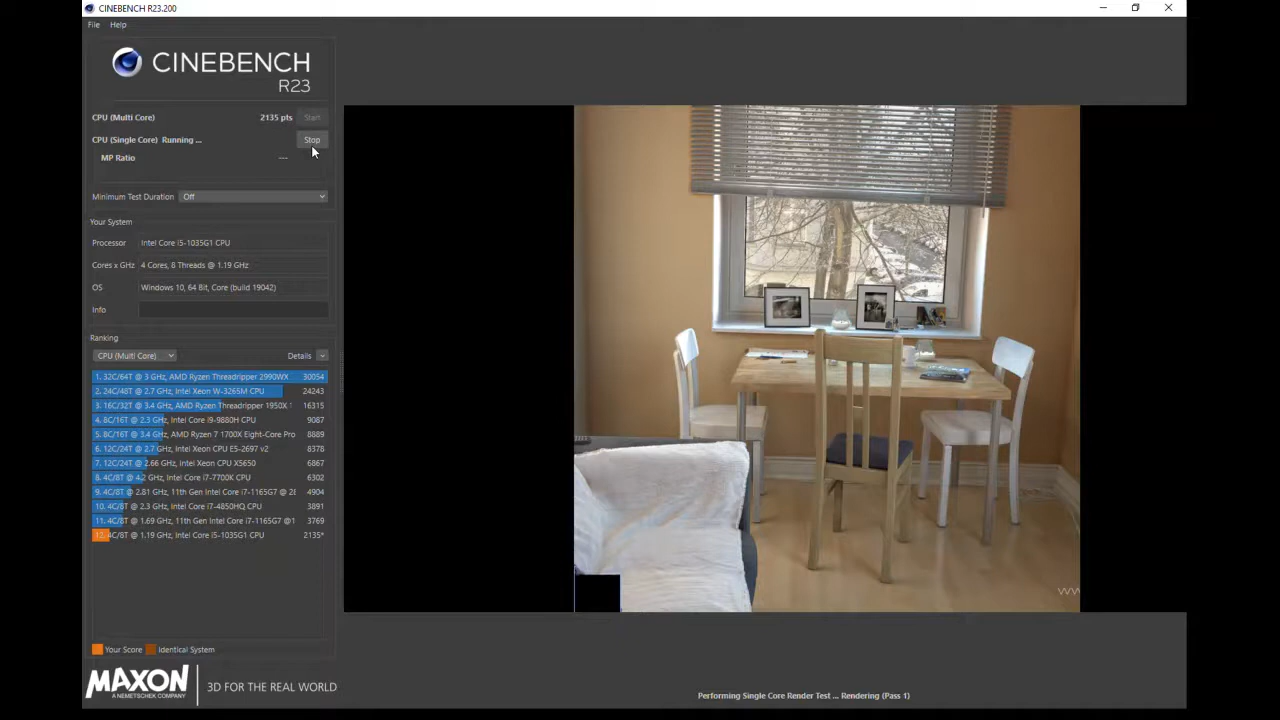 CINEBENCH R23.200
File Help
CINEBENCH
R23
CPU (Multi Core) 2135 pts Start
CPU (Single Core) Running ... Stop
MP Ratio ---
Minimum Test Duration Off
Your System
Processor Intel Core i5-1035G1 CPU
Cores x GHz 4 Cores, 8 Threads @ 1.19 GHz
OS Windows 10, 64 Bit, Core (build 19042)
Info
Ranking
CPU (Multi Core) Details
1. 32C/64T @ 3 GHz, AMD Ryzen Threadripper 2990WX 30054
2. 24C/48T @ 2.7 GHz, Intel Xeon W-3265M CPU 24243
3. 16C/32T @ 3.4 GHz, AMD Ryzen Threadripper 1950X 16315
4. 8C/16T @ 2.3 GHz, Intel Core i9-9880H CPU 9087
5. 8C/16T @ 3.4 GHz, AMD Ryzen 7 1700X Eight-Core Pro 8889
6. 12C/24T @ 2.7 GHz, Intel Xeon CPU E5-2697 v2 8378
7. 12C/24T @ 2.66 GHz, Intel Xeon CPU X5650 6867
8. 4C/8T @ 4.2 GHz, Intel Core i7-7700K CPU 6302
9. 4C/8T @ 2.81 GHz, 11th Gen Intel Core i7-1165G7 @ 28 4904
10. 4C/8T @ 2.3 GHz, Intel Core i7-4850HQ CPU 3891
11. 4C/8T @ 1.69 GHz, 11th Gen Intel Core i7-1165G7 @1 3769
12. 4C/8T @ 1.19 GHz, Intel Core i5-1035G1 CPU 2135*
Your Score Identical System
MAXON 3D FOR THE REAL WORLD
A NEMETSCHEK COMPANY
Performing Single Core Render Test ... Rendering (Pass 1)